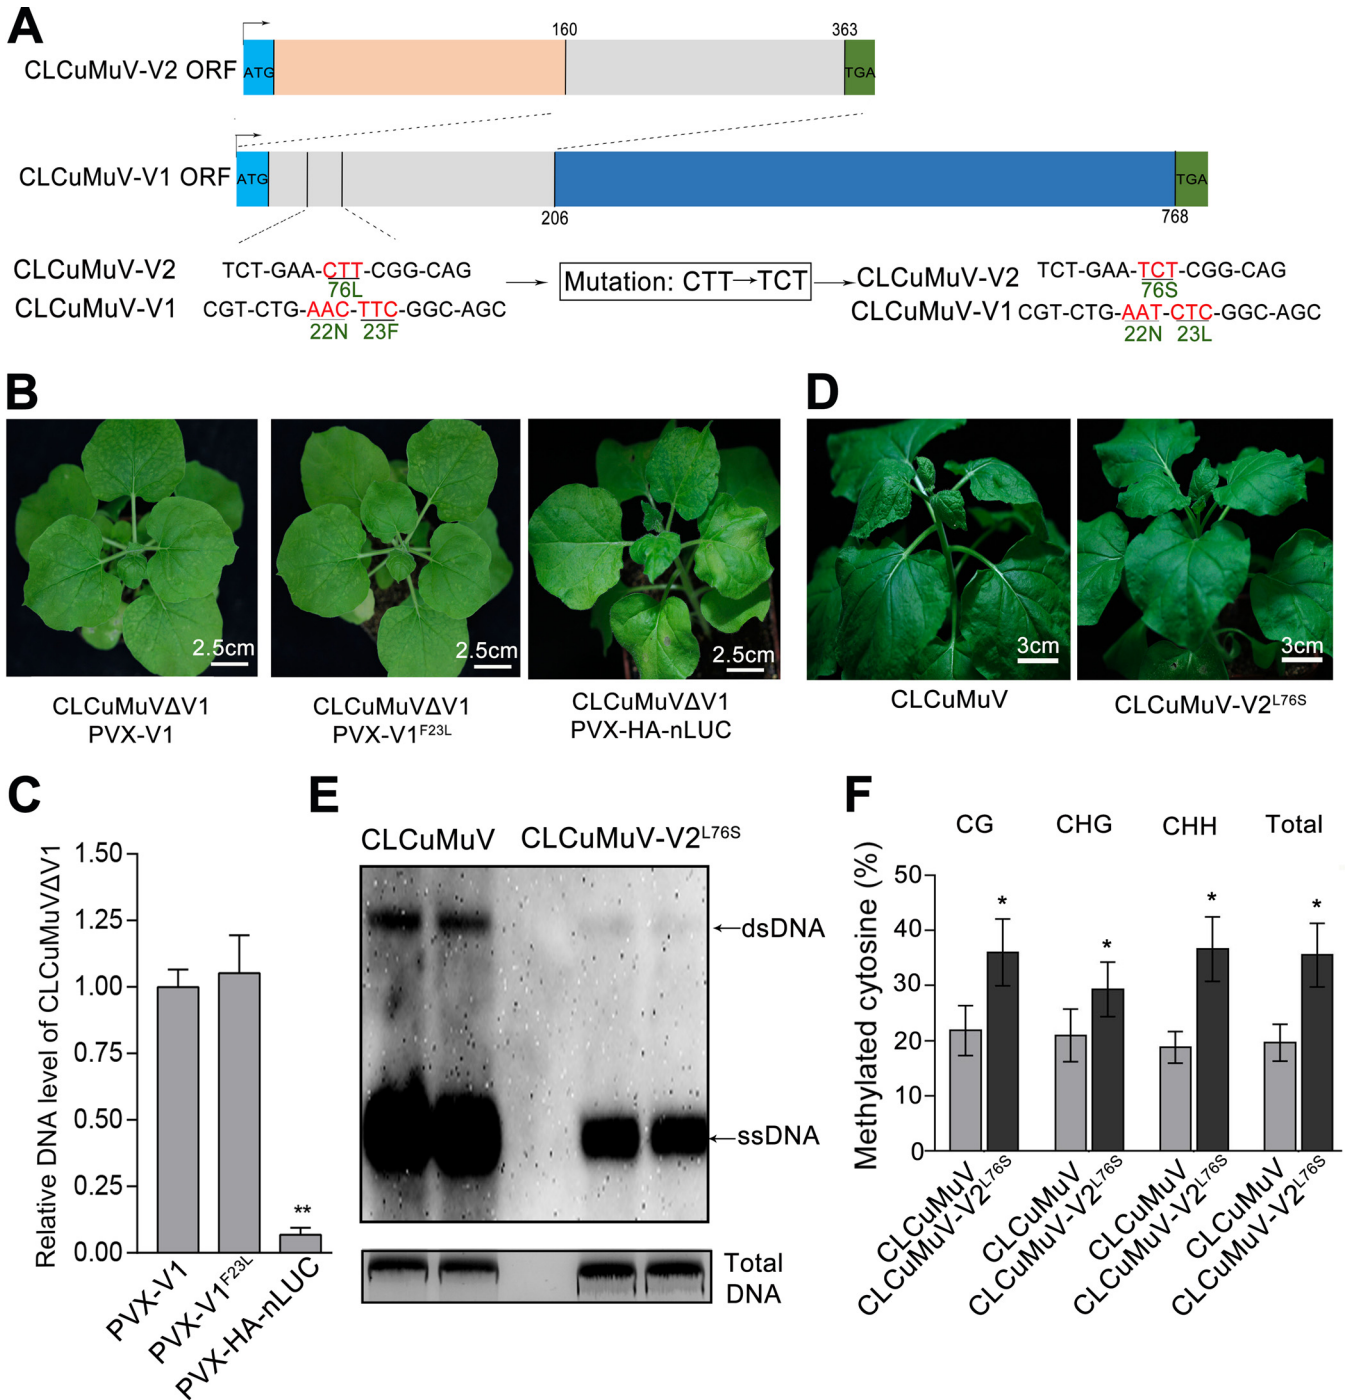 A
160
363
CLCuMuV-V2 ORF
ATG
TGA
CLCuMuV-V1 ORF
ATG
TGA
206
768
CLCuMuV-V2
TCT-GAA-CTT-CGG-CAG
76L
CLCuMuV-V1
CGT-CTG-AAC-TTC-GGC-AGC
22N
23F
Mutation: CTT→TCT
CLCuMuV-V2
TCT-GAA-TCT-CGG-CAG
76S
CLCuMuV-V1
CGT-CTG-AAT-CTC-GGC-AGC
22N
23L
B
2.5cm
2.5cm
2.5cm
CLCuMuVΔV1
PVX-V1
CLCuMuVΔV1
PVX-V1F23L
CLCuMuVΔV1
PVX-HA-nLUC
D
3cm
3cm
CLCuMuV
CLCuMuV-V2L76S
C
Relative DNA level of CLCuMuVΔV1
1.50
1.25
1.00
0.75
0.50
0.25
0.00
**
PVX-V1
PVX-V1F23L
PVX-HA-nLUC
E
CLCuMuV
CLCuMuV-V2L76S
dsDNA
ssDNA
Total
DNA
F
CG
CHG
CHH
Total
Methylated cytosine (%)
50
40
30
20
10
0
*
*
*
*
CLCuMuV
CLCuMuV-V2L76S
CLCuMuV
CLCuMuV-V2L76S
CLCuMuV
CLCuMuV-V2L76S
CLCuMuV
CLCuMuV-V2L76S